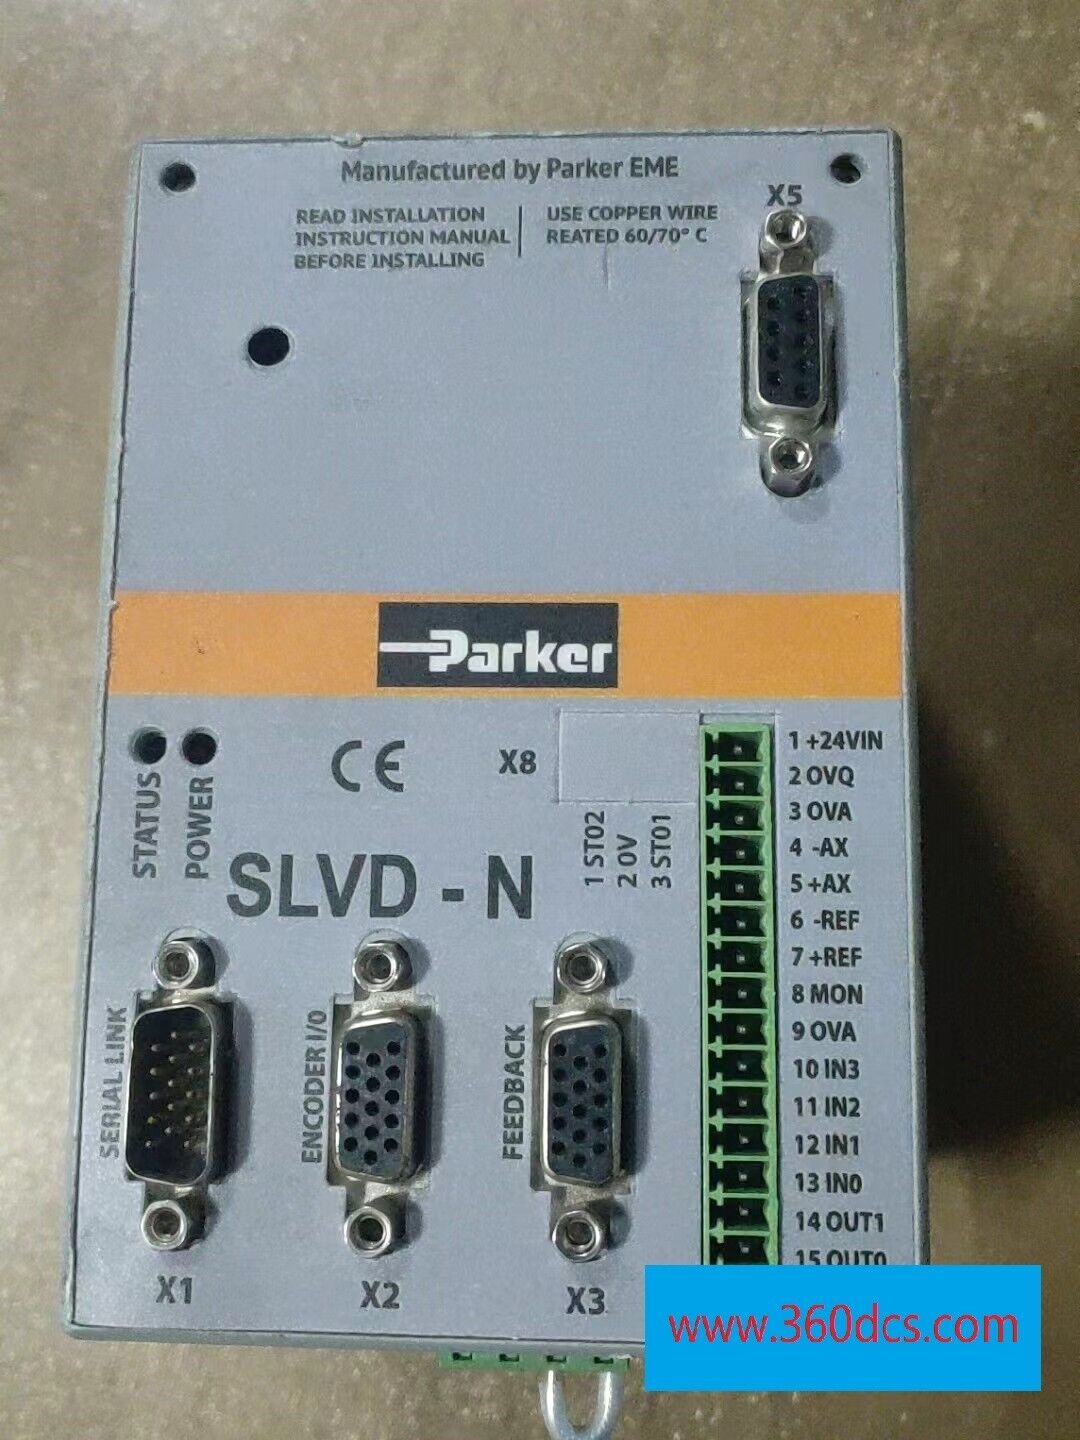 Manufactured by Parker EME
READ INSTALLATION
INSTRUCTION MANUAL
BEFORE INSTALLING
USE COPPER WIRE
REATED 60/70° C
X5
Parker
STATUS
POWER
CE
X8
1 ST02
2 0V
3 ST01
SLVD - N
1 +24VIN
2 OVQ
3 OVA
4 -AX
5 +AX
6 -REF
7 +REF
8 MON
9 OVA
10 IN3
11 IN2
12 IN1
13 IN0
14 OUT1
15 OUT0
SERIAL LINK
ENCODER I/0
FEEDBACK
X1
X2
X3
www.360dcs.com